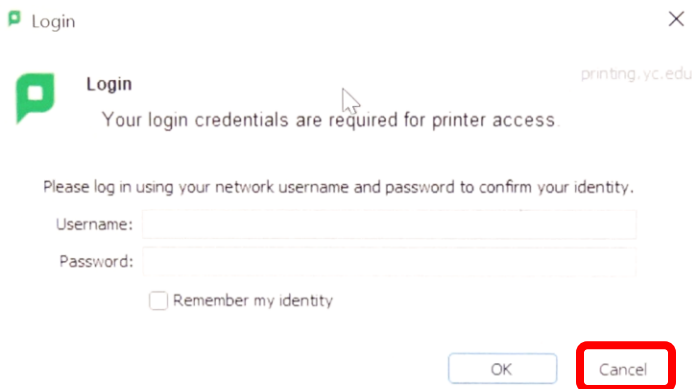 Login
printing.yc.edu
Login
Your login credentials are required for printer access.
Please log in using your network username and password to confirm your identity.
Username:
Password:
Remember my identity
OK
Cancel